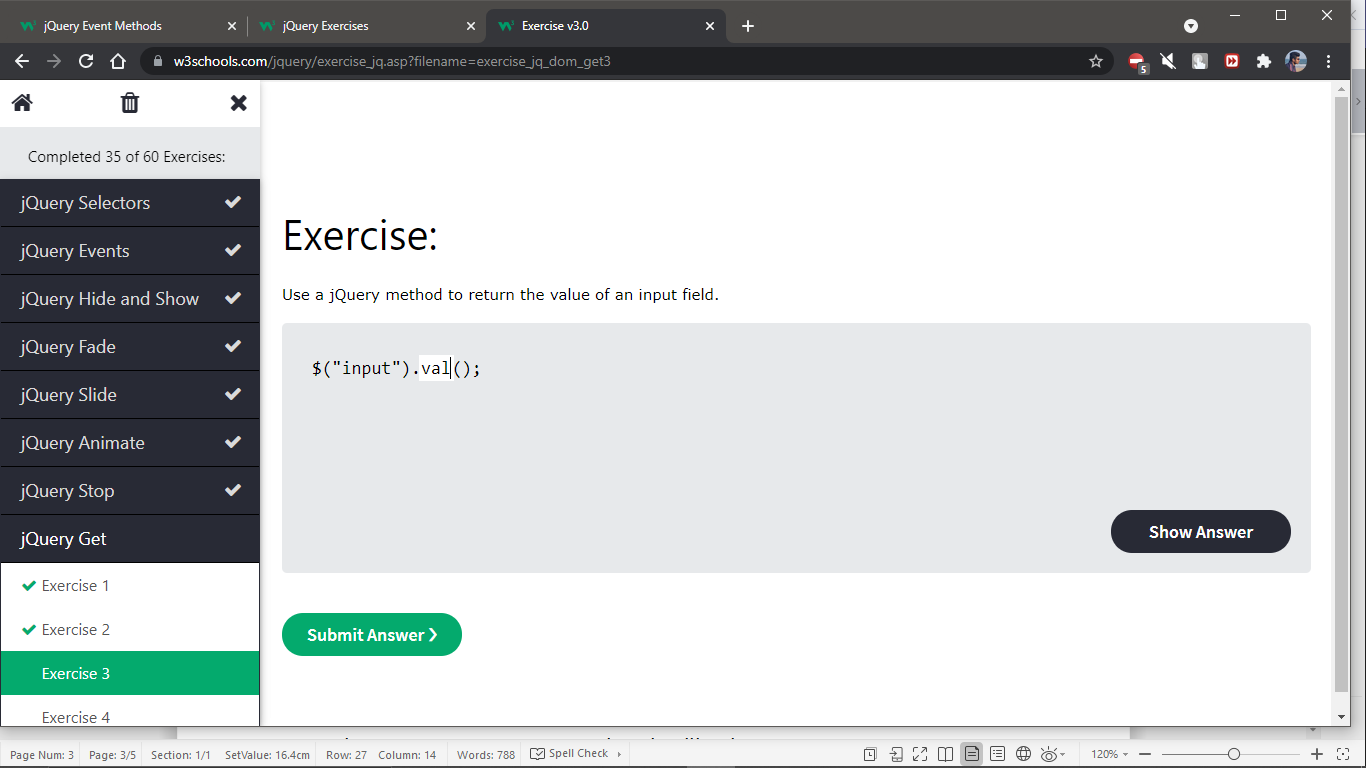 jQuery Event Methods
jQuery Exercises
Exercise v3.0
w3schools.com/jquery/exercise_jq.asp?filename=exercise_jq_dom_get3
5
Completed 35 of 60 Exercises:
jQuery Selectors
jQuery Events
jQuery Hide and Show
jQuery Fade
jQuery Slide
jQuery Animate
jQuery Stop
jQuery Get
Exercise 1
Exercise 2
Exercise 3
Exercise 4
Exercise:
Use a jQuery method to return the value of an input field.
$("input").val();
Show Answer
Submit Answer ❯
Page Num: 3 Page: 3/5 Section: 1/1 SetValue: 16.4cm Row: 27 Column: 14 Words: 788 Spell Check 120%